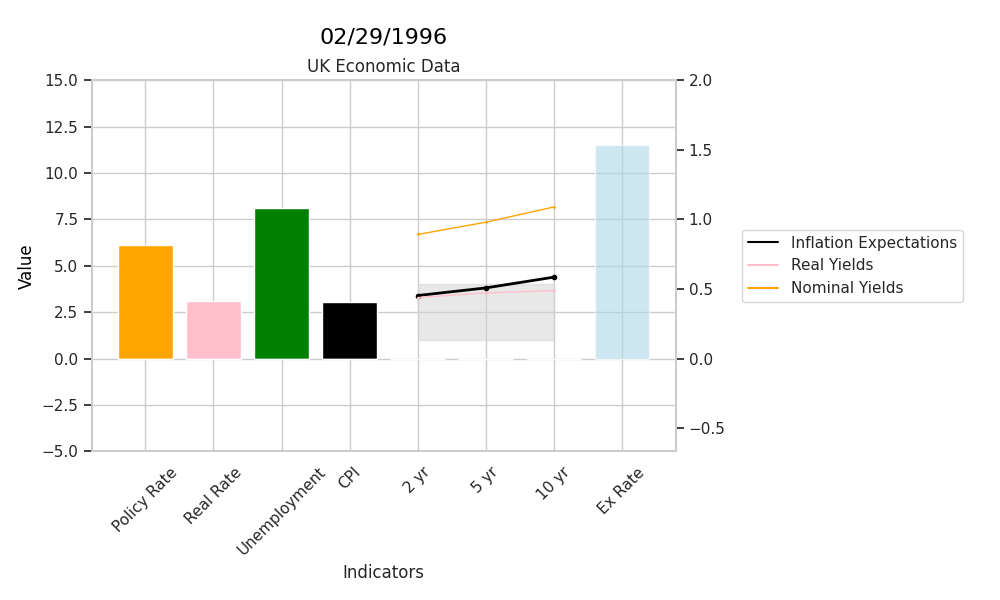 02/29/1996
UK Economic Data
15.0
12.5
10.0
7.5
5.0
2.5
0.0
−2.5
−5.0
Value
2.0
1.5
1.0
0.5
0.0
−0.5
Inflation Expectations
Real Yields
Nominal Yields
Policy Rate
Real Rate
Unemployment
CPI
2 yr
5 yr
10 yr
Ex Rate
Indicators